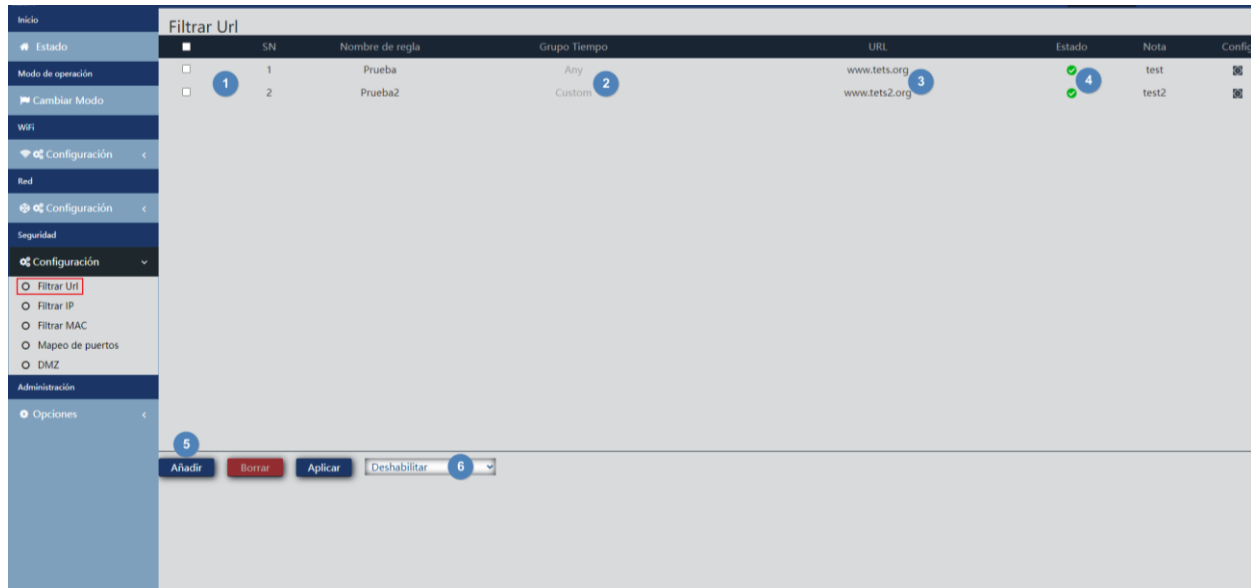 Inicio
Estado
Modo de operación
Cambiar Modo
WiFi
Configuración
Red
Configuración
Seguridad
Configuración
Filtrar Url
Filtrar IP
Filtrar MAC
Mapeo de puertos
DMZ
Administración
Opciones
Filtrar Url
SN Nombre de regla Grupo Tiempo URL Estado Nota Config
1 1 Prueba Any 2 www.tets.org 3 4 test
2 Prueba2 Custom www.tets2.org test2
5
Añadir Borrar Aplicar Deshabilitar 6